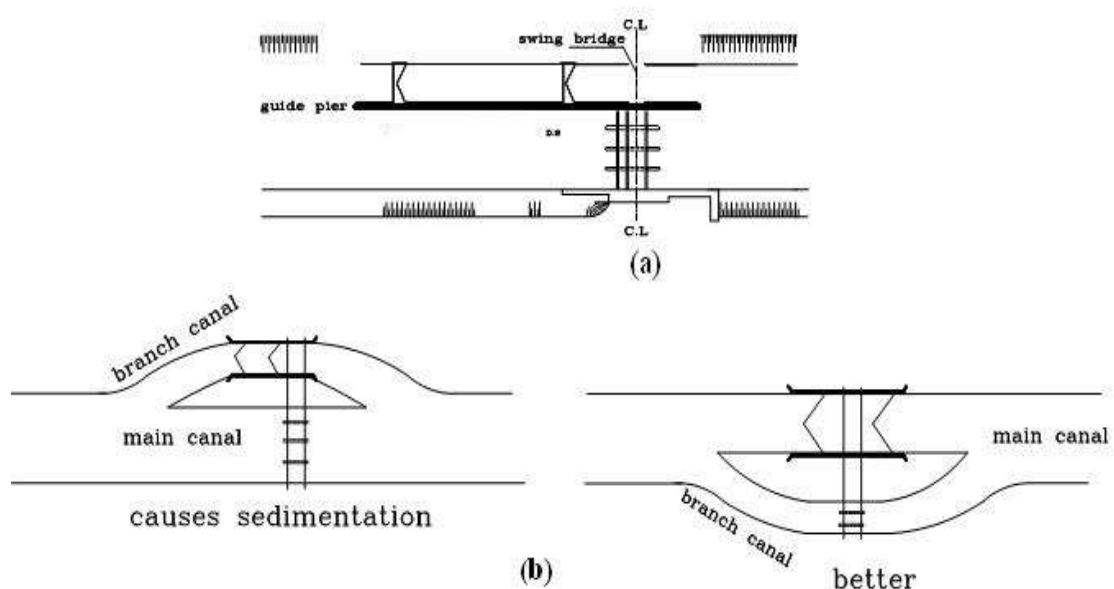 C.L
swing bridge
guide pier
D.S
C.L
(a)
branch canal
main canal
causes sedimentation
main canal
branch canal
better
(b)